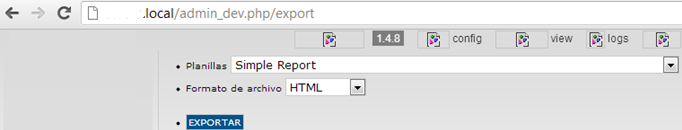 .local/admin_dev.php/export
1.4.8 config view logs
Planillas Simple Report
Formato de archivo HTML
EXPORTAR